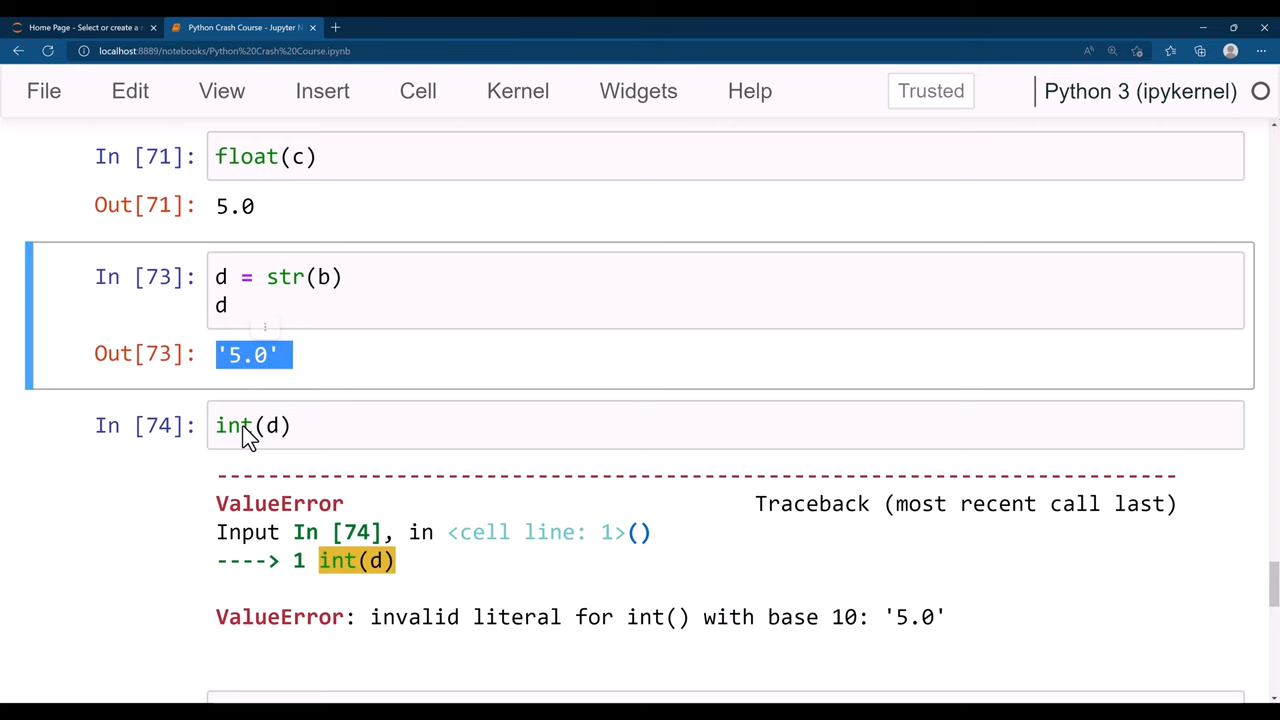 Home Page - Select or create a n
Python Crash Course - Jupyter N
localhost:8889/notebooks/Python%20Crash%20Course.ipynb
File Edit View Insert Cell Kernel Widgets Help Trusted Python 3 (ipykernel)
In [71]: float(c)
Out[71]: 5.0
In [73]: d = str(b)
d
Out[73]: '5.0'
In [74]: int(d)
---------------------------------------------------------------------------
ValueError Traceback (most recent call last)
Input In [74], in <cell line: 1>()
----> 1 int(d)
ValueError: invalid literal for int() with base 10: '5.0'